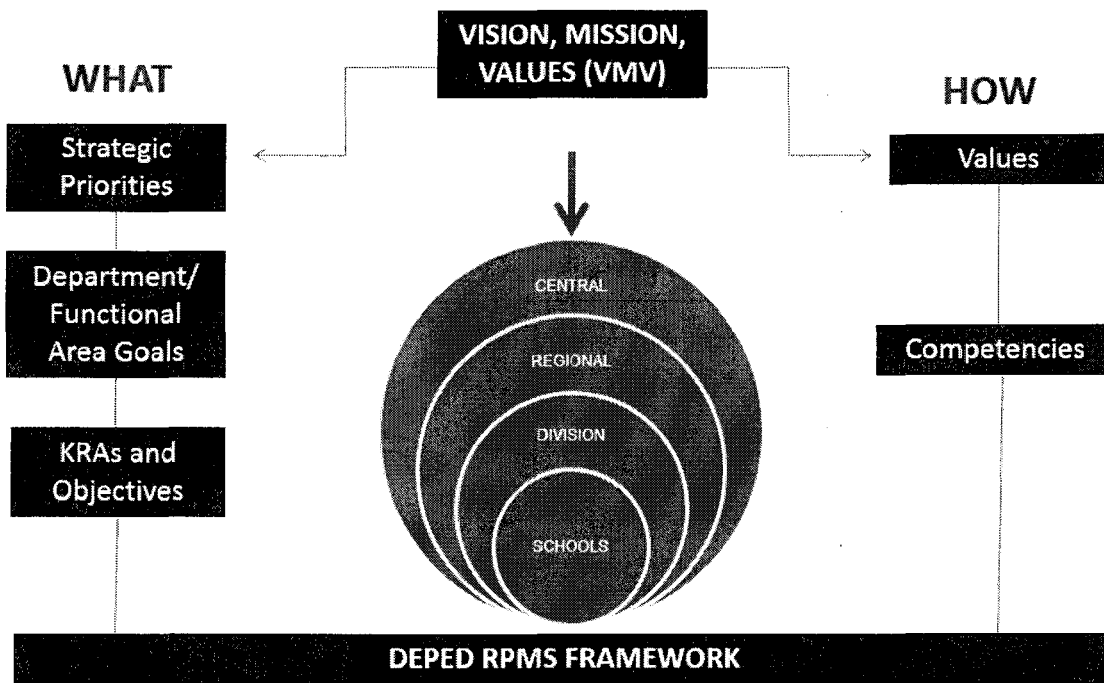 VISION, MISSION,
VALUES (VMV)
WHAT
HOW
Strategic
Priorities
Values
Department/
Functional
Area Goals
Competencies
KRAs and
Objectives
CENTRAL
REGIONAL
DIVISION
SCHOOLS
DEPED RPMS FRAMEWORK